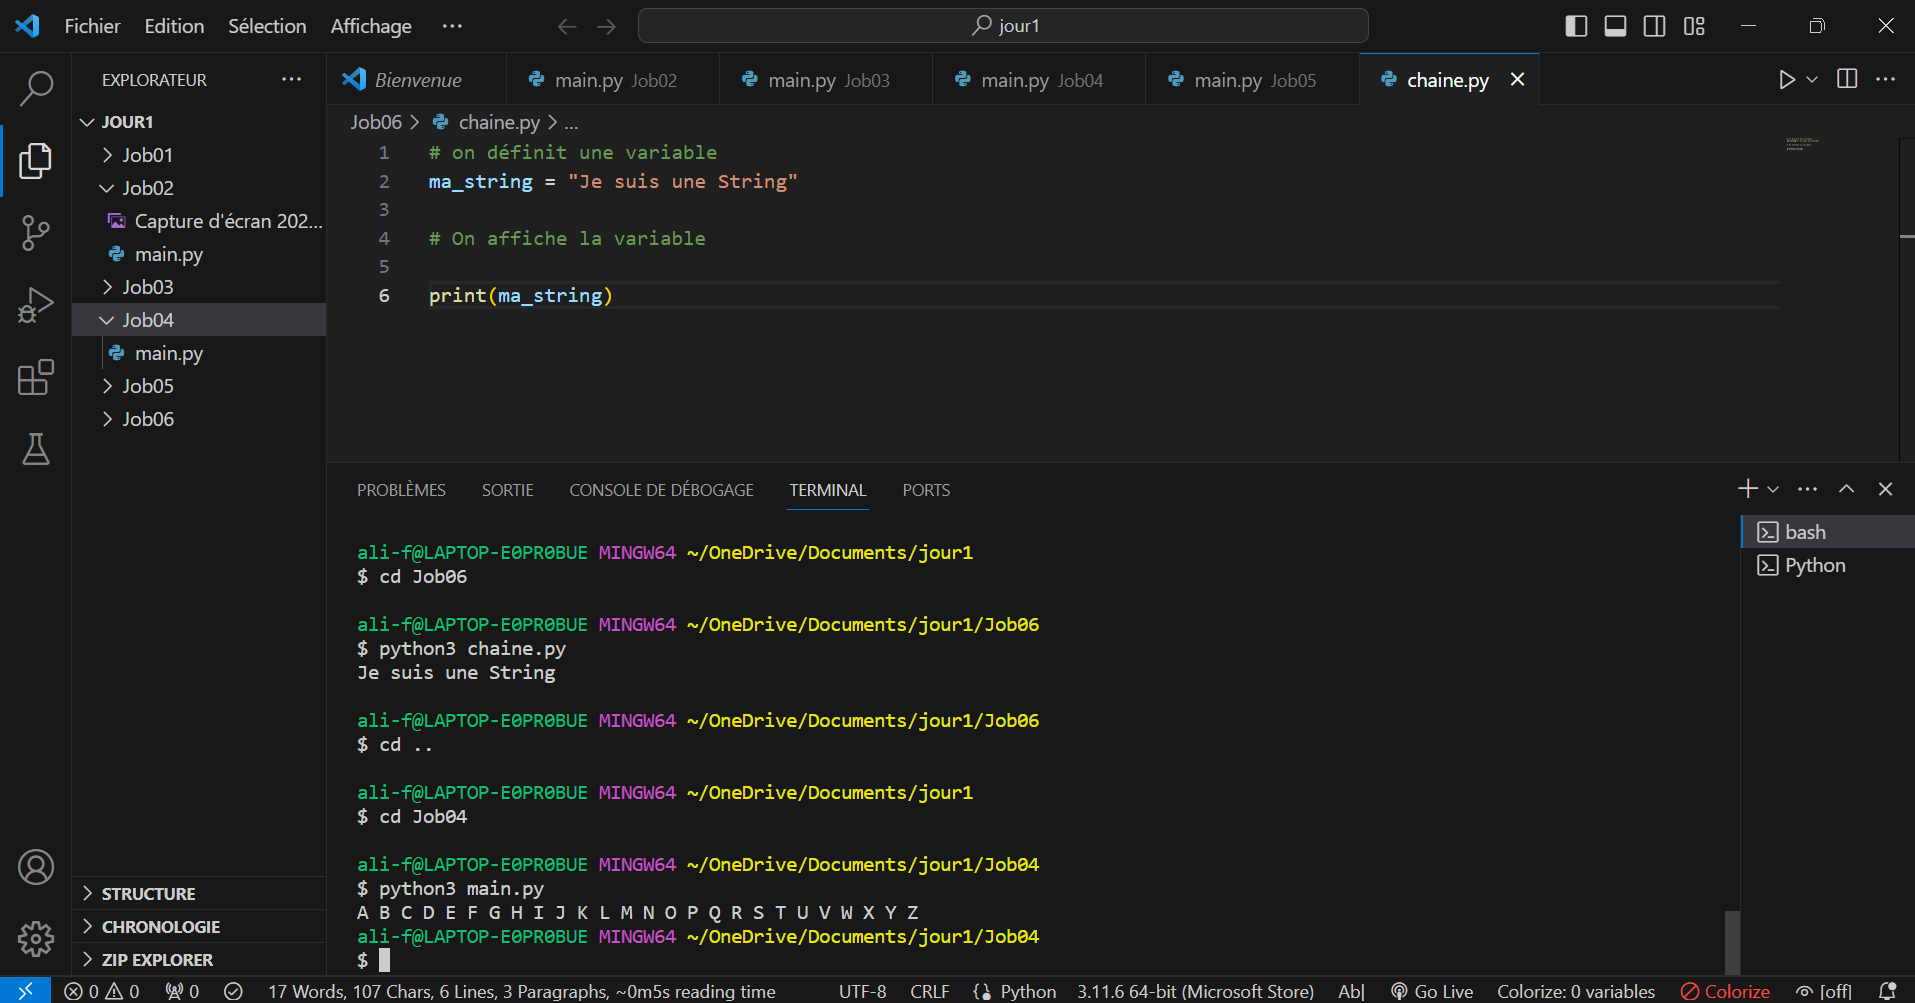 Fichier Edition Sélection Affichage ··· jour1
EXPLORATEUR ···
Bienvenue main.py Job02 main.py Job03 main.py Job04 main.py Job05 chaine.py
JOUR1
Job01
Job02
Capture d'écran 202...
main.py
Job03
Job04
main.py
Job05
Job06
Job06 > chaine.py > ...
1 # on définit une variable
2 ma_string = "Je suis une String"
3
4 # On affiche la variable
5
6 print(ma_string)
PROBLÈMES SORTIE CONSOLE DE DÉBOGAGE TERMINAL PORTS
bash
Python
ali-f@LAPTOP-E0PR0BUE MINGW64 ~/OneDrive/Documents/jour1
$ cd Job06
ali-f@LAPTOP-E0PR0BUE MINGW64 ~/OneDrive/Documents/jour1/Job06
$ python3 chaine.py
Je suis une String
ali-f@LAPTOP-E0PR0BUE MINGW64 ~/OneDrive/Documents/jour1/Job06
$ cd ..
ali-f@LAPTOP-E0PR0BUE MINGW64 ~/OneDrive/Documents/jour1
$ cd Job04
ali-f@LAPTOP-E0PR0BUE MINGW64 ~/OneDrive/Documents/jour1/Job04
$ python3 main.py
A B C D E F G H I J K L M N O P Q R S T U V W X Y Z
ali-f@LAPTOP-E0PR0BUE MINGW64 ~/OneDrive/Documents/jour1/Job04
$
STRUCTURE
CHRONOLOGIE
ZIP EXPLORER
0 0 0 17 Words, 107 Chars, 6 Lines, 3 Paragraphs, ~0m5s reading time UTF-8 CRLF Python 3.11.6 64-bit (Microsoft Store) Ab| Go Live Colorize: 0 variables Colorize [off]